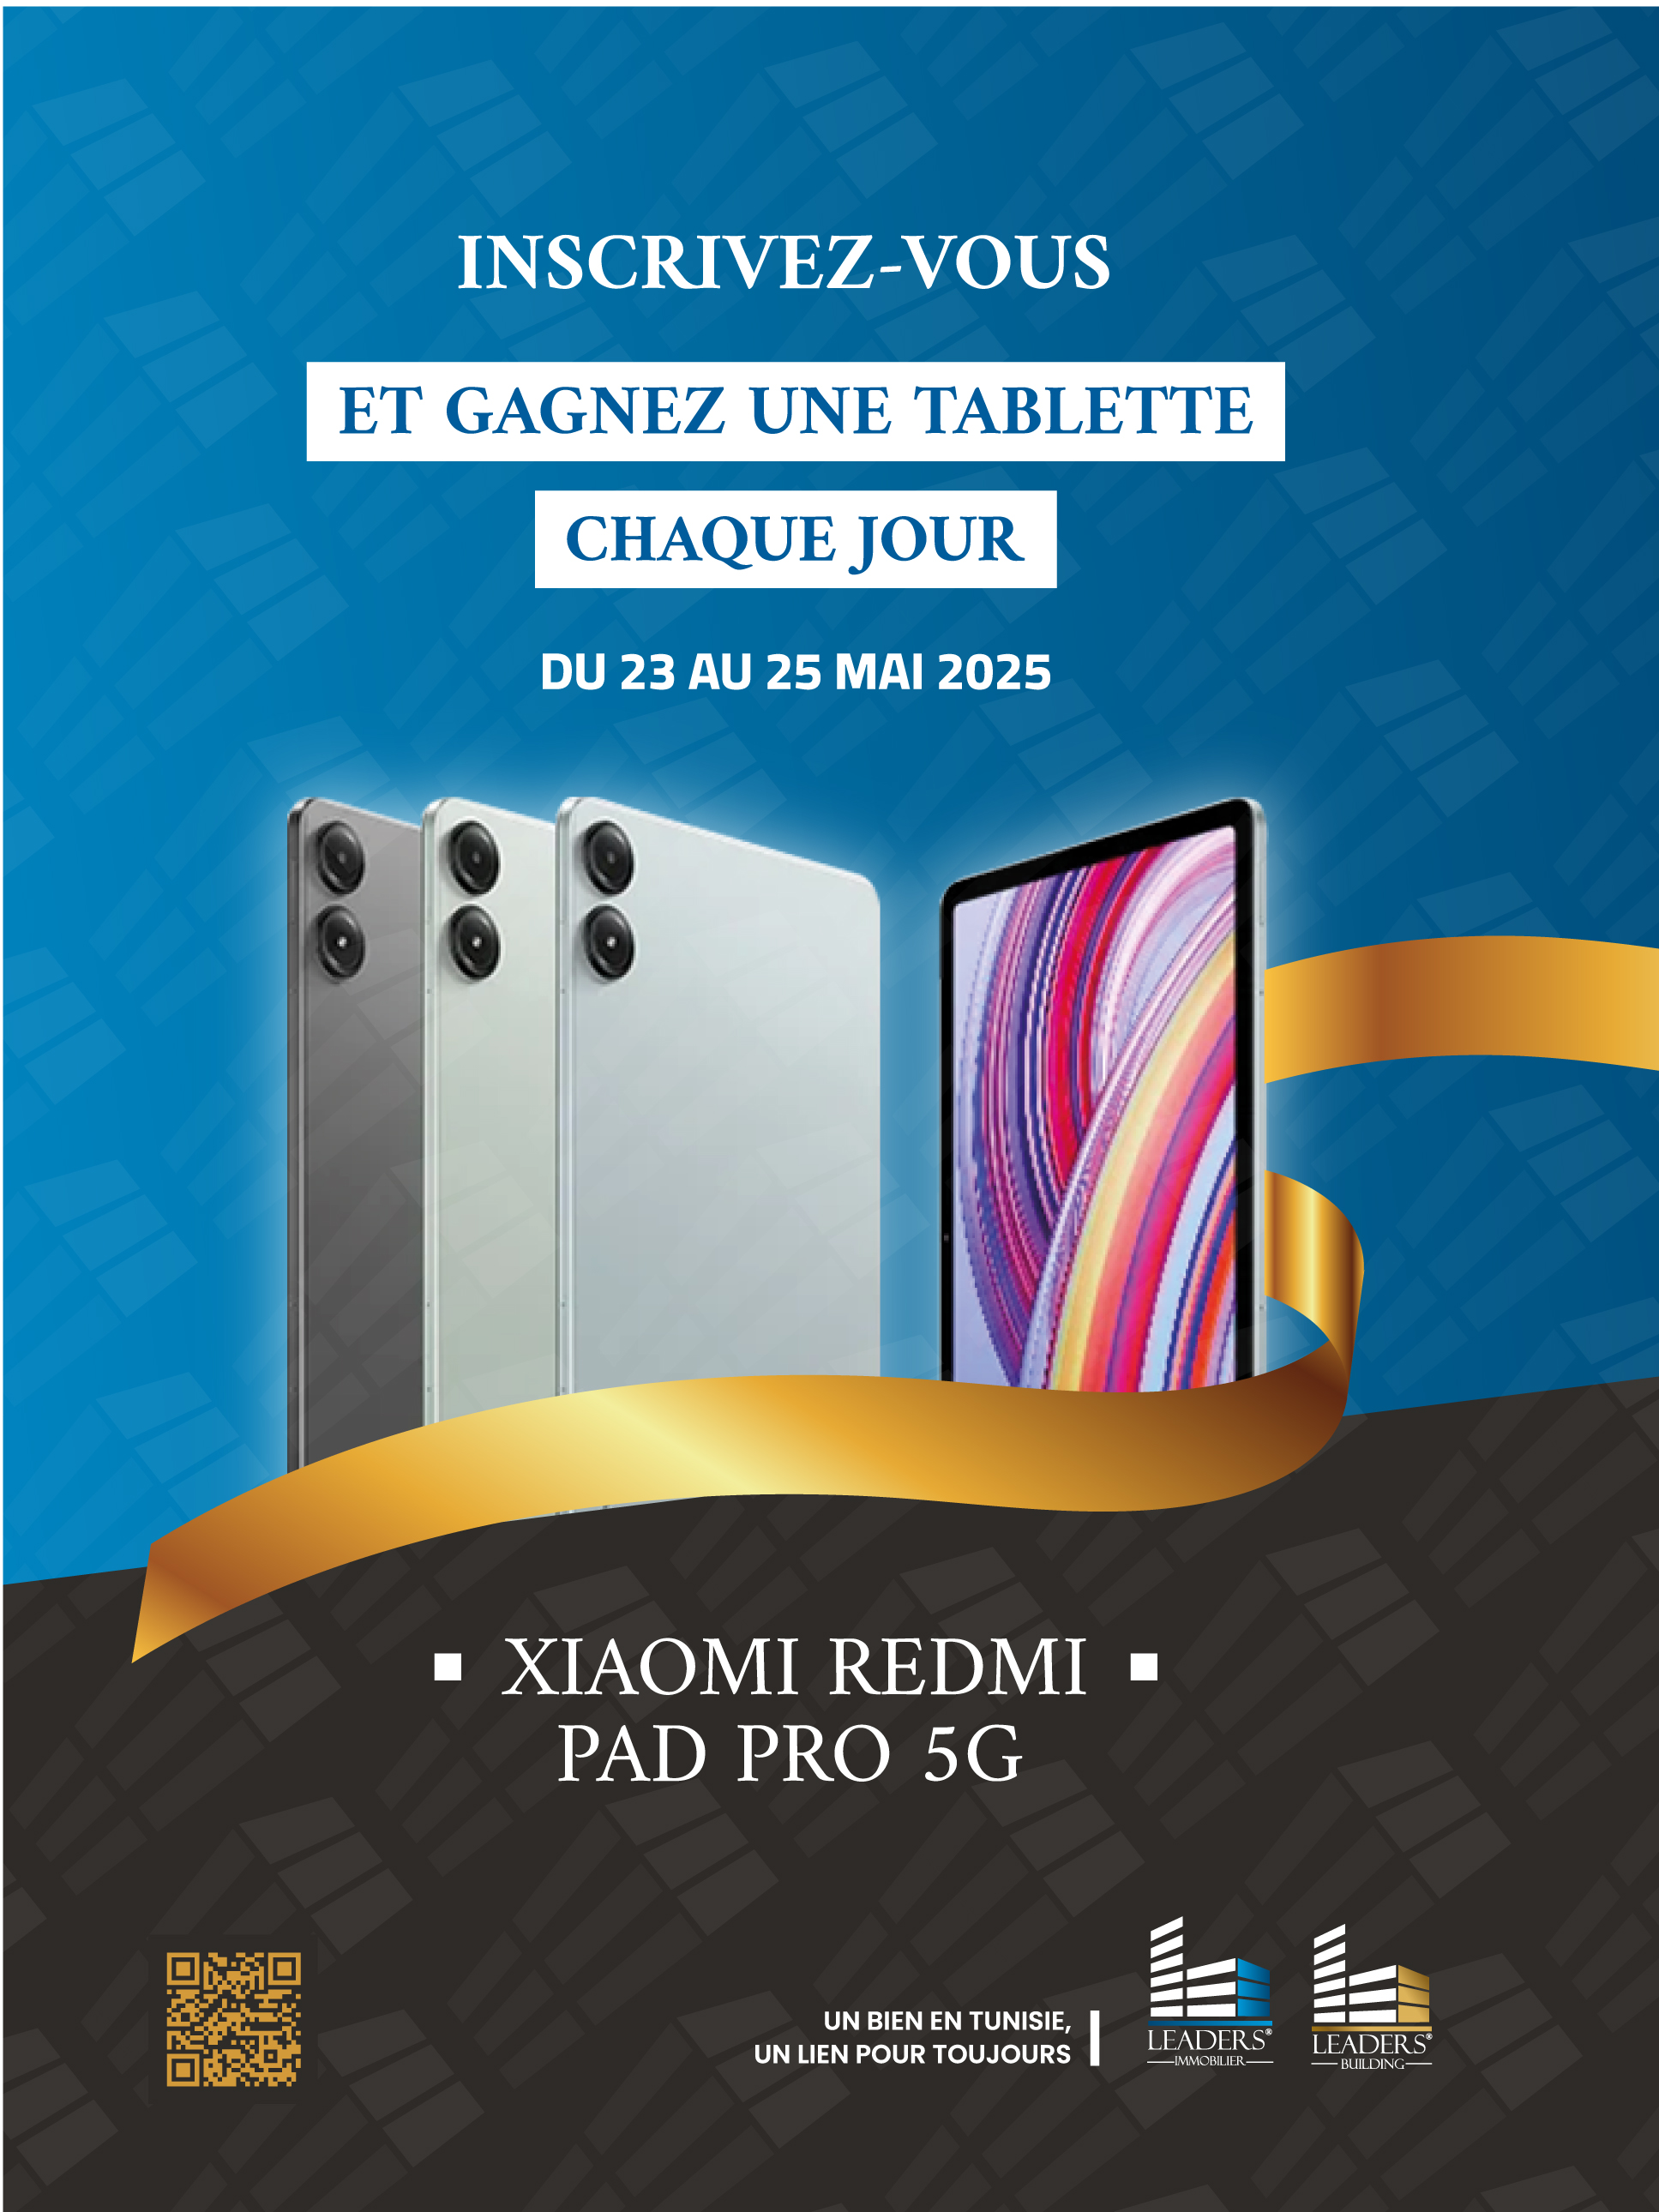 INSCRIVEZ-VOUS
ET GAGNEZ UNE TABLETTE
CHAQUE JOUR
DU 23 AU 25 MAI 2025
XIAOMI REDMI
PAD PRO 5G
UN BIEN EN TUNISIE,
UN LIEN POUR TOUJOURS
LEADERS®
IMMOBILIER
LEADERS®
BUILDING